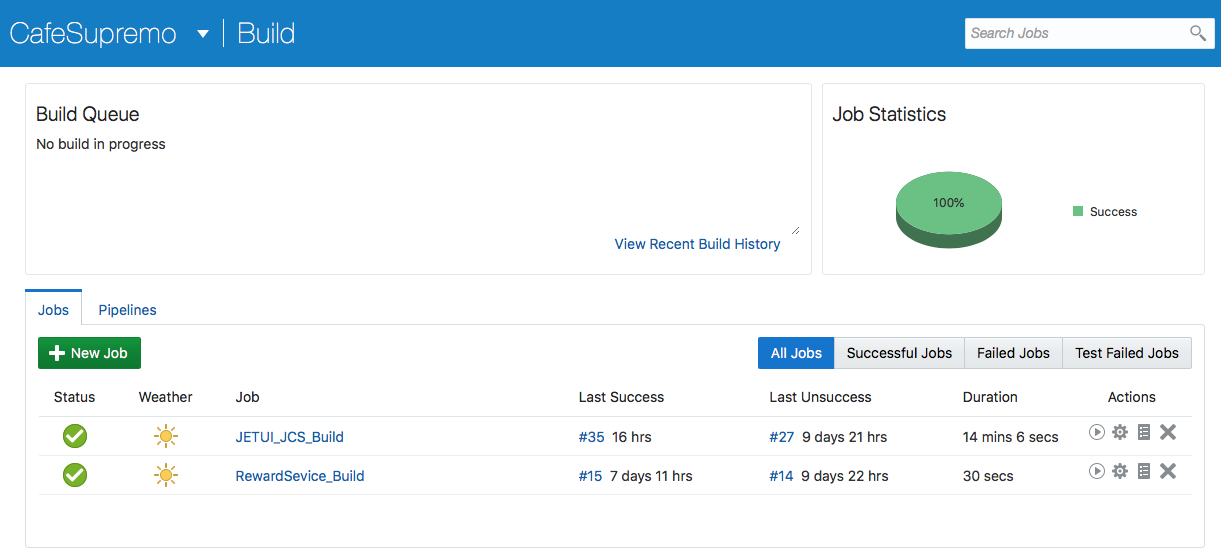 CafeSupremo Build
Search Jobs
Build Queue
No build in progress
View Recent Build History
Job Statistics
100%
Success
Jobs Pipelines
New Job
All Jobs Successful Jobs Failed Jobs Test Failed Jobs
Status Weather Job Last Success Last Unsuccess Duration Actions
JETUI_JCS_Build #35 16 hrs #27 9 days 21 hrs 14 mins 6 secs
RewardSevice_Build #15 7 days 11 hrs #14 9 days 22 hrs 30 secs